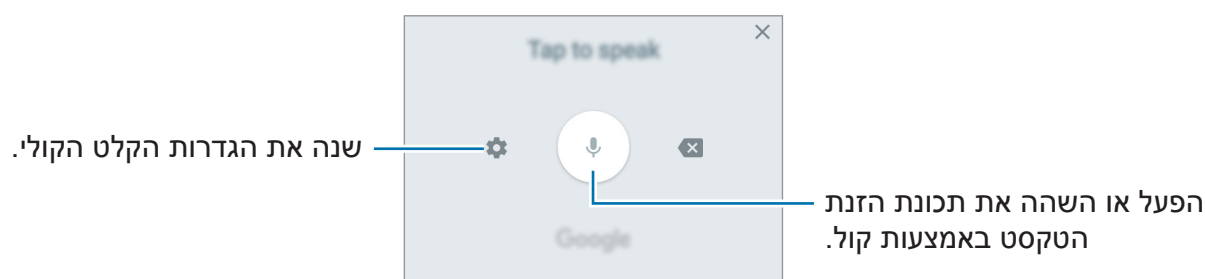 Tap to speak
שנה את הגדרות הקלט הקולי.
הפעל או השהה את תכונת הזנת
הטקסט באמצעות קול.
Google